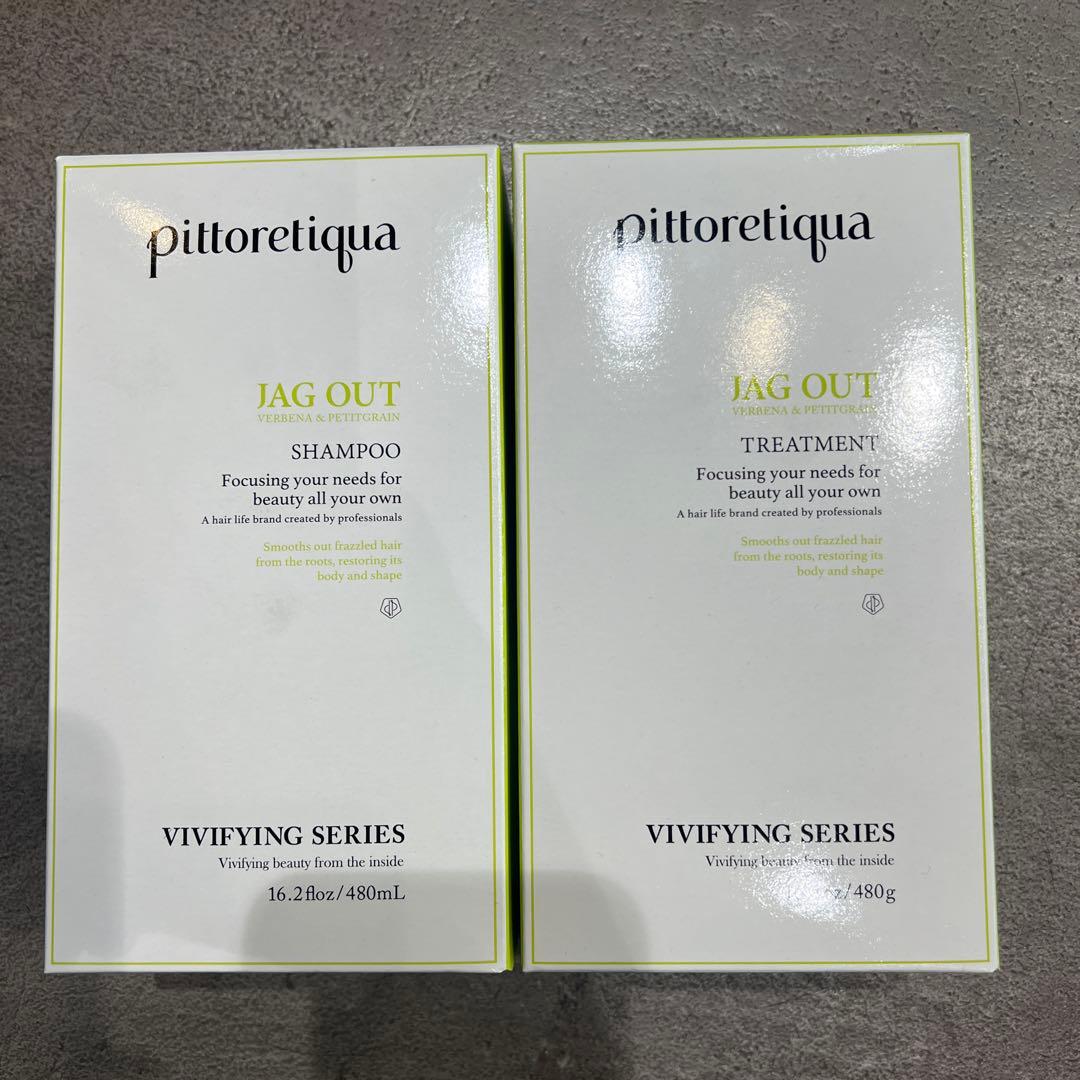 pittoretiqua
JAG OUT
VERBENA & PETITGRAIN
SHAMPOO
Focusing your needs for
beauty all your own
A hair life brand created by professionals
Smooths out frazzled hair
from the roots, restoring its
body and shape
VIVIFYING SERIES
Vivifying beauty from the inside
16.2floz/480mL
pittoretiqua
JAG OUT
VERBENA & PETITGRAIN
TREATMENT
Focusing your needs for
beauty all your own
A hair life brand created by professionals
Smooths out frazzled hair
from the roots, restoring its
body and shape
VIVIFYING SERIES
Vivifying beauty from the inside
/480g